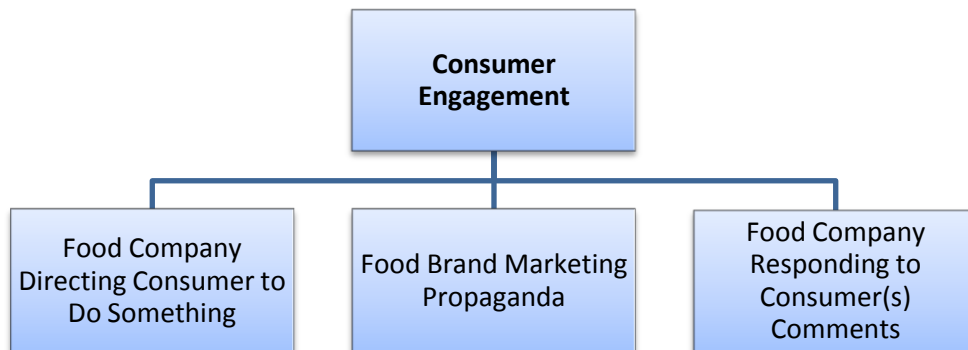 Consumer
Engagement
Food Company
Directing Consumer to
Do Something
Food Brand Marketing
Propaganda
Food Company
Responding to
Consumer(s)
Comments